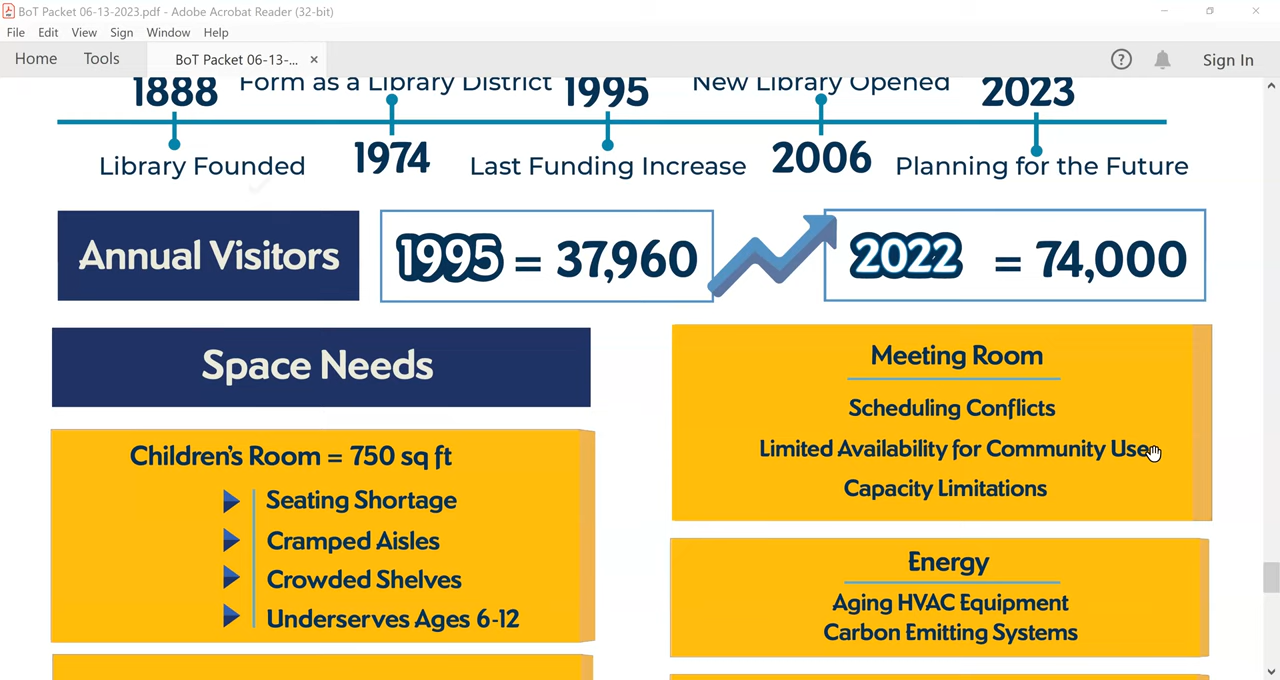 BoT Packet 06-13-2023.pdf - Adobe Acrobat Reader (32-bit)
File Edit View Sign Window Help
Home Tools BoT Packet 06-13-... × ? Sign In
1888 Form as a Library District 1995 New Library Opened 2023
Library Founded 1974 Last Funding Increase 2006 Planning for the Future
Annual Visitors 1995 = 37,960 2022 = 74,000
Space Needs
Children's Room = 750 sq ft
Seating Shortage
Cramped Aisles
Crowded Shelves
Underserves Ages 6-12
Meeting Room
Scheduling Conflicts
Limited Availability for Community Use
Capacity Limitations
Energy
Aging HVAC Equipment
Carbon Emitting Systems